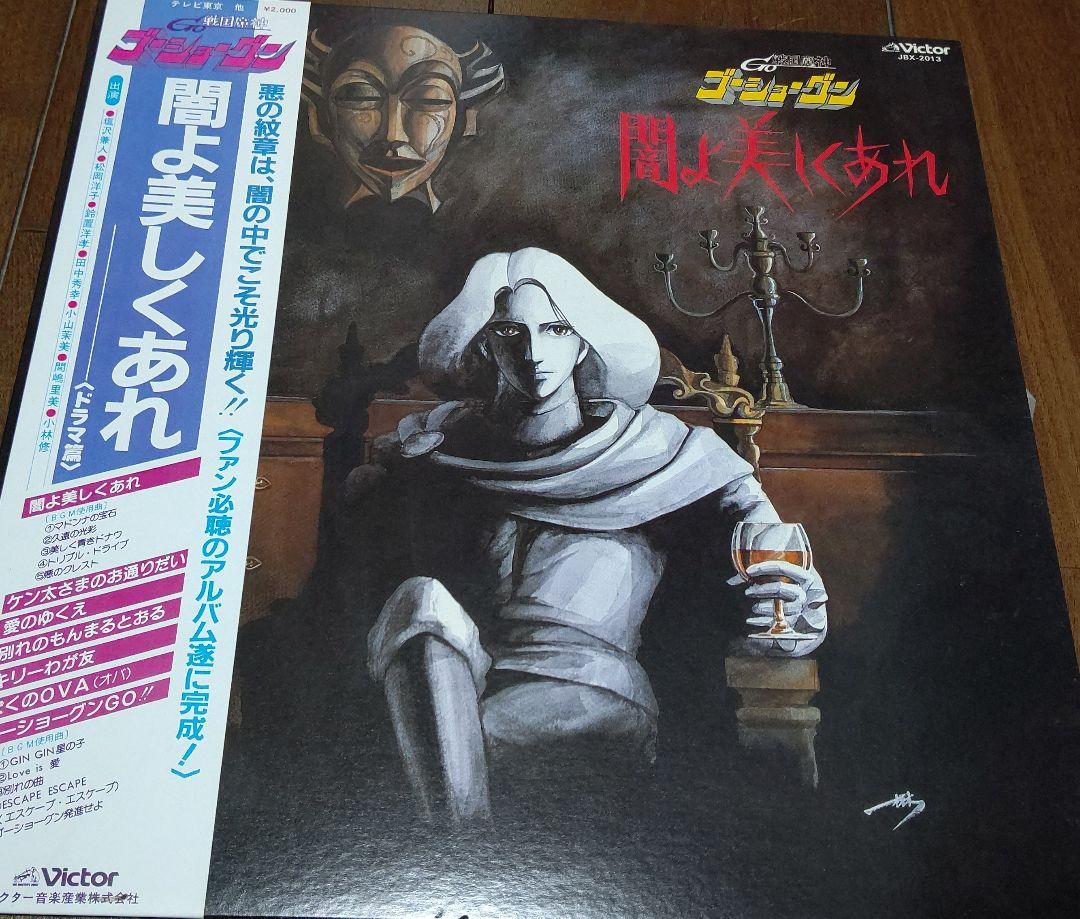 テレビ東京 他 ¥2,000
Go 戦国魔神
ゴーショーグン
闇よ美しくあれ
〈ドラマ篇〉
出演
●塩沢兼人●松岡洋子●鈴置洋孝●田中秀幸●小山茉美●間嶋里美●小林修
悪の紋章は、闇の中でこそ光り輝く!!〈ファン必聴のアルバム遂に完成!〉
闇よ美しくあれ
[BGM使用曲]
①マドンナの宝石
②久遠の光彩
③美しく青きドナウ
④トリプル・ドライブ
⑤悪のクレスト
ケン太さまのお通りだい
愛のゆくえ
別れのもんまるとおる
キリーわが友
ぼくのOVA(オバ)
ーショーグンGO!!
[BGM使用曲]
①GIN GIN星の子
②Love is 愛
別れの曲
ESCAPE ESCAPE
(エスケープ・エスケープ)
ゴーショーグン発進せよ
Victor
クター音楽産業株式会社
Victor
JBX-2013
Go 戦国魔神
ゴーショーグン
闇よ美しくあれ